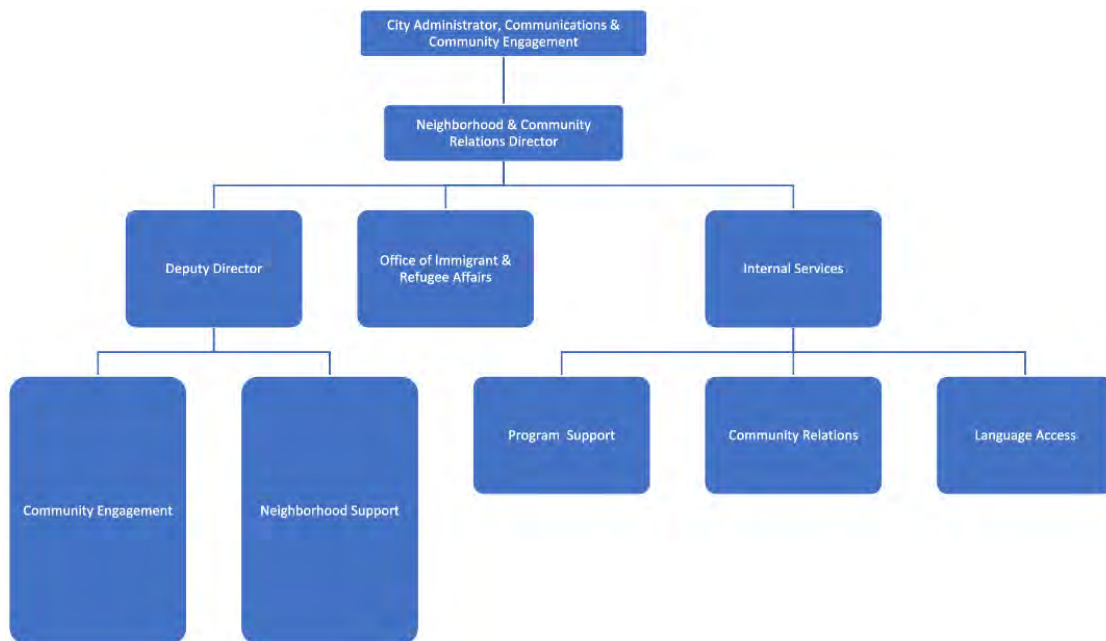 City Administrator, Communications &
Community Engagement
Neighborhood & Community
Relations Director
Deputy Director
Office of Immigrant &
Refugee Affairs
Internal Services
Community Engagement
Neighborhood Support
Program  Support
Community Relations
Language Access